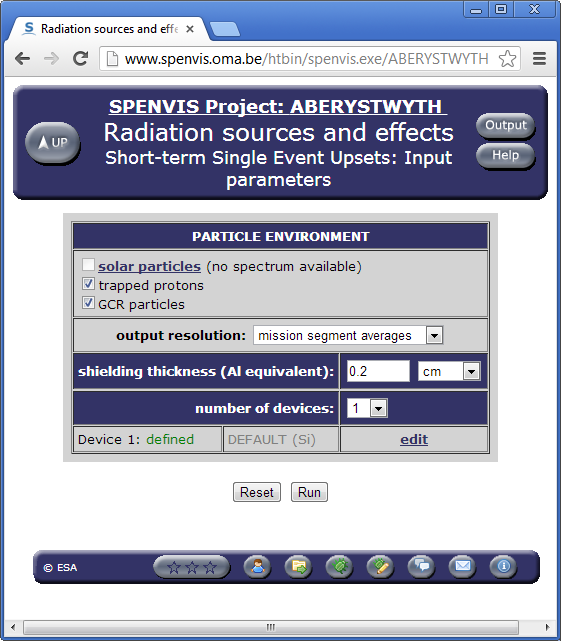 Radiation sources and effe
www.spenvis.oma.be/htbin/spenvis.exe/ABERYSTWYTH
SPENVIS Project: ABERYSTWYTH
UP
Radiation sources and effects
Short-term Single Event Upsets: Input
parameters
Output
Help
PARTICLE ENVIRONMENT
solar particles (no spectrum available)
trapped protons
GCR particles
output resolution: mission segment averages
shielding thickness (Al equivalent): 0.2 cm
number of devices: 1
Device 1: defined DEFAULT (Si) edit
Reset Run
© ESA